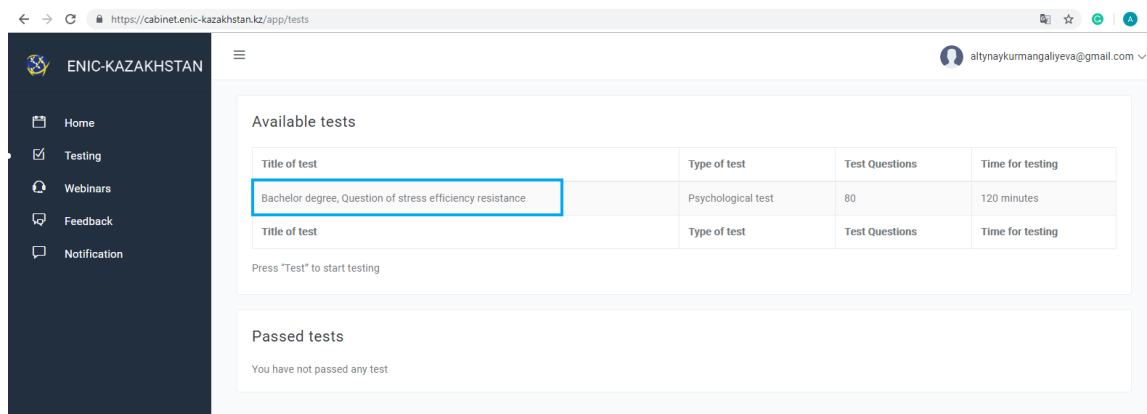 https://cabinet.enic-kazakhstan.kz/app/tests
A
ENIC-KAZAKHSTAN
altynaykurmangaliyeva@gmail.com
Home
Testing
Webinars
Feedback
Notification
Available tests
Title of test Type of test Test Questions Time for testing
Bachelor degree, Question of stress efficiency resistance Psychological test 80 120 minutes
Title of test Type of test Test Questions Time for testing
Press "Test" to start testing
Passed tests
You have not passed any test